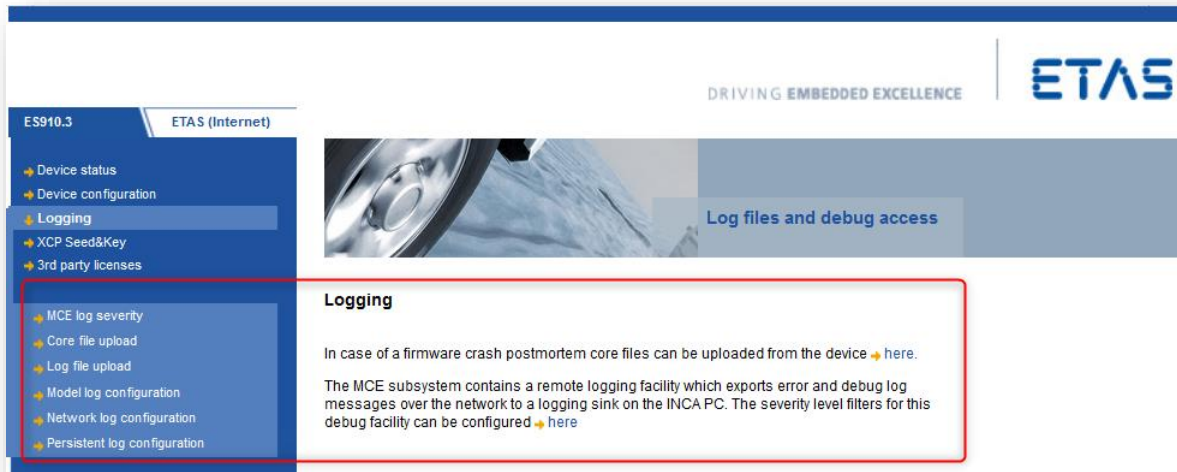 DRIVING EMBEDDED EXCELLENCE
ETAS
ES910.3
ETAS (Internet)
Device status
Device configuration
Logging
XCP Seed&Key
3rd party licenses
Log files and debug access
MCE log severity
Core file upload
Log file upload
Model log configuration
Network log configuration
Persistent log configuration
Logging
In case of a firmware crash postmortem core files can be uploaded from the device here.
The MCE subsystem contains a remote logging facility which exports error and debug log
messages over the network to a logging sink on the INCA PC. The severity level filters for this
debug facility can be configured here